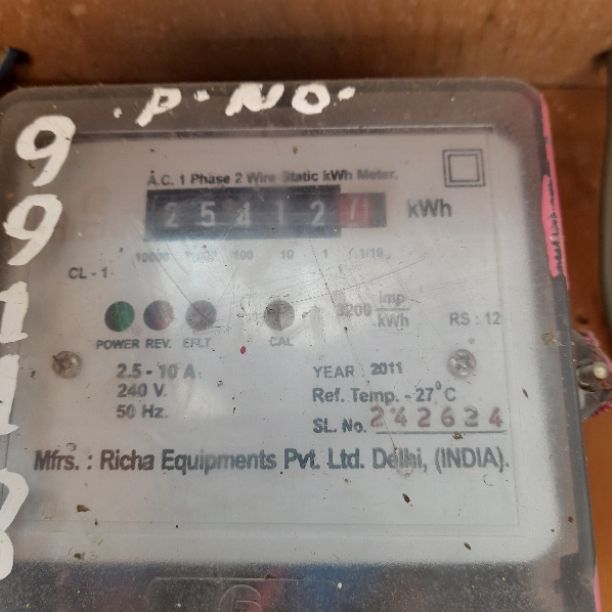 P. NO.
9
9
1
1
A.C. 1 Phase 2 Wire Static kWh Meter.
2 5 4 1 2 kWh
10000 1000 100 10 1 1/10
CL - 1
3200 imp/kWh
RS : 12
POWER REV. E/FLT CAL
2.5 - 10 A.
240 V.
50 Hz.
YEAR 2011
Ref. Temp. - 27°C
SL. No. 242624
Mfrs. : Richa Equipments Pvt. Ltd. Delhi, (INDIA).